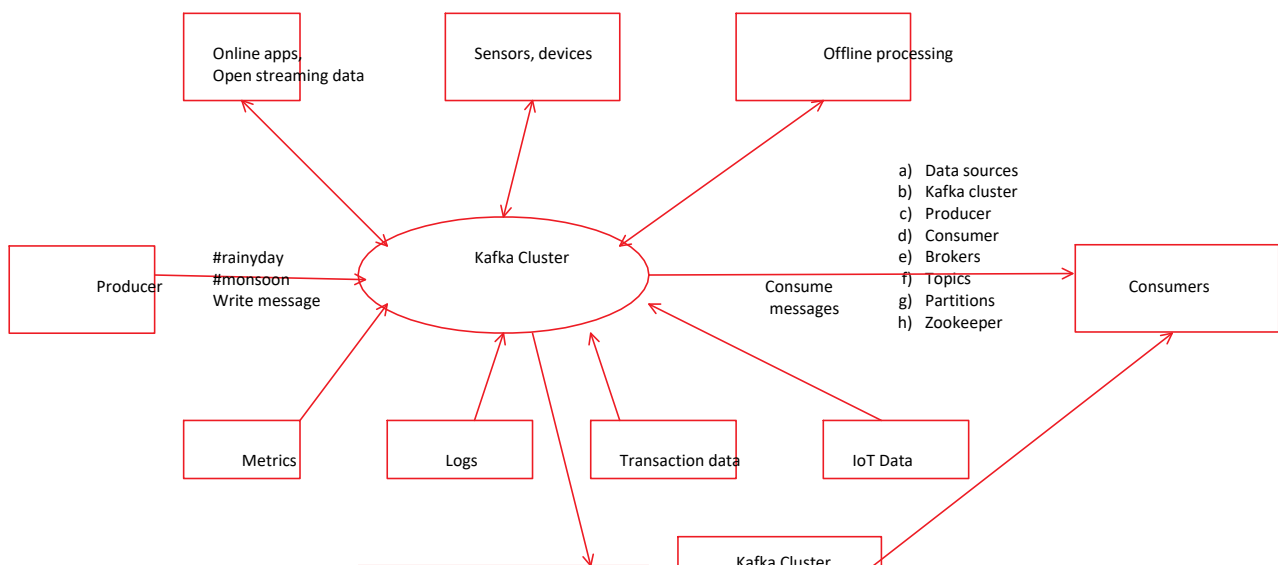 Online apps,
Open streaming data
Sensors, devices
Offline processing
a) Data sources
b) Kafka cluster
c) Producer
d) Consumer
e) Brokers
f) Topics
g) Partitions
h) Zookeeper
Producer
#rainyday
#monsoon
Write message
Kafka Cluster
Consume
messages
Consumers
Metrics
Logs
Transaction data
IoT Data
Kafka Cluster